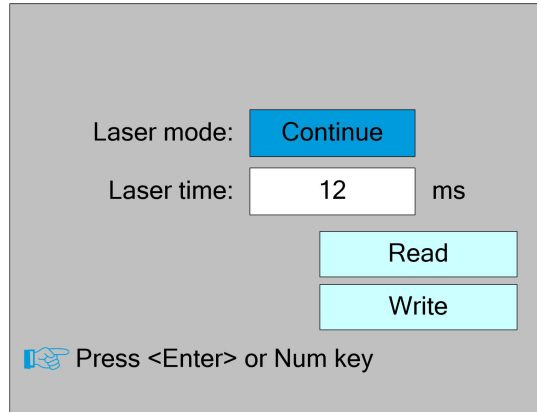 Laser mode: Continue
Laser time: 12 ms
Read
Write
Press <Enter> or Num key